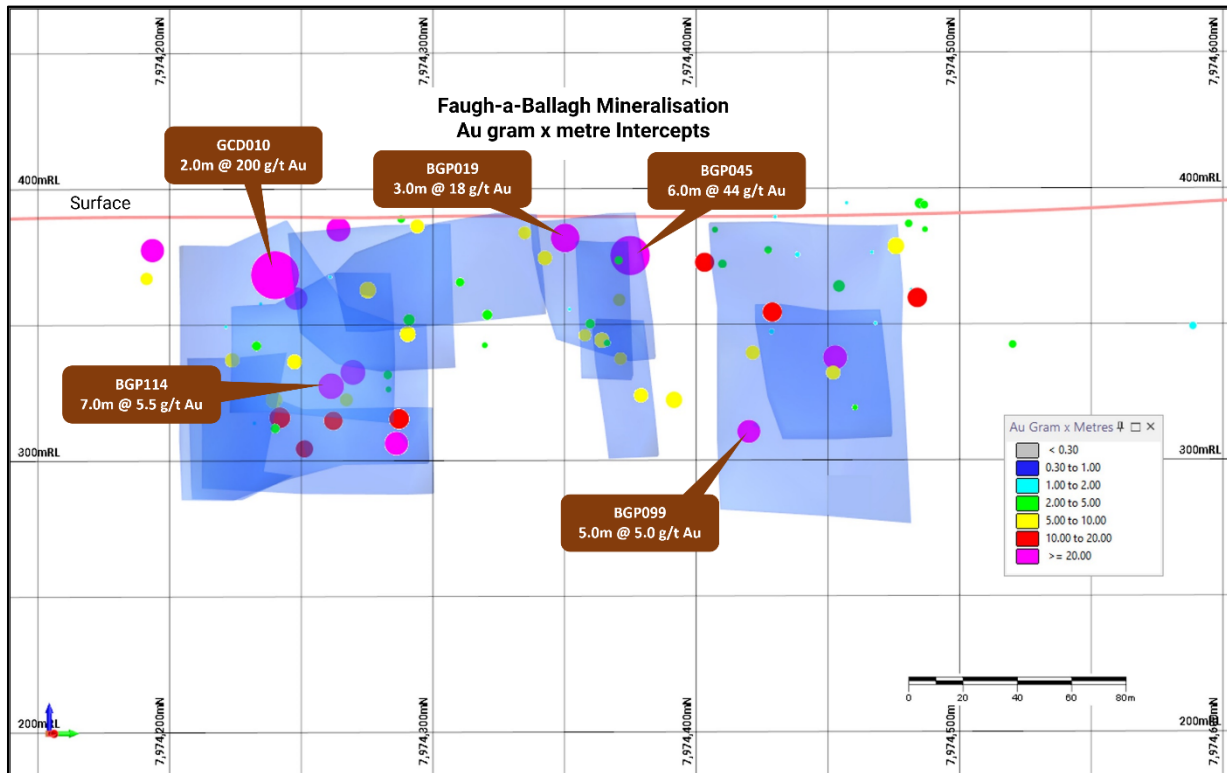 7,974,200mN
7,974,300mN
7,974,400mN
7,974,500mN
7,974,600mN
Faugh-a-Ballagh Mineralisation
Au gram x metre Intercepts
GCD010
2.0m @ 200 g/t Au
BGP019
3.0m @ 18 g/t Au
BGP045
6.0m @ 44 g/t Au
400mRL
400mRL
Surface
BGP114
7.0m @ 5.5 g/t Au
300mRL
300mRL
BGP099
5.0m @ 5.0 g/t Au
Au Gram x Metres
< 0.30
0.30 to 1.00
1.00 to 2.00
2.00 to 5.00
5.00 to 10.00
10.00 to 20.00
>= 20.00
0 20 40 60 80m
200mRL
200mRL
7,974,200mN
7,974,300mN
7,974,400mN
7,974,500mN
7,974,600mN